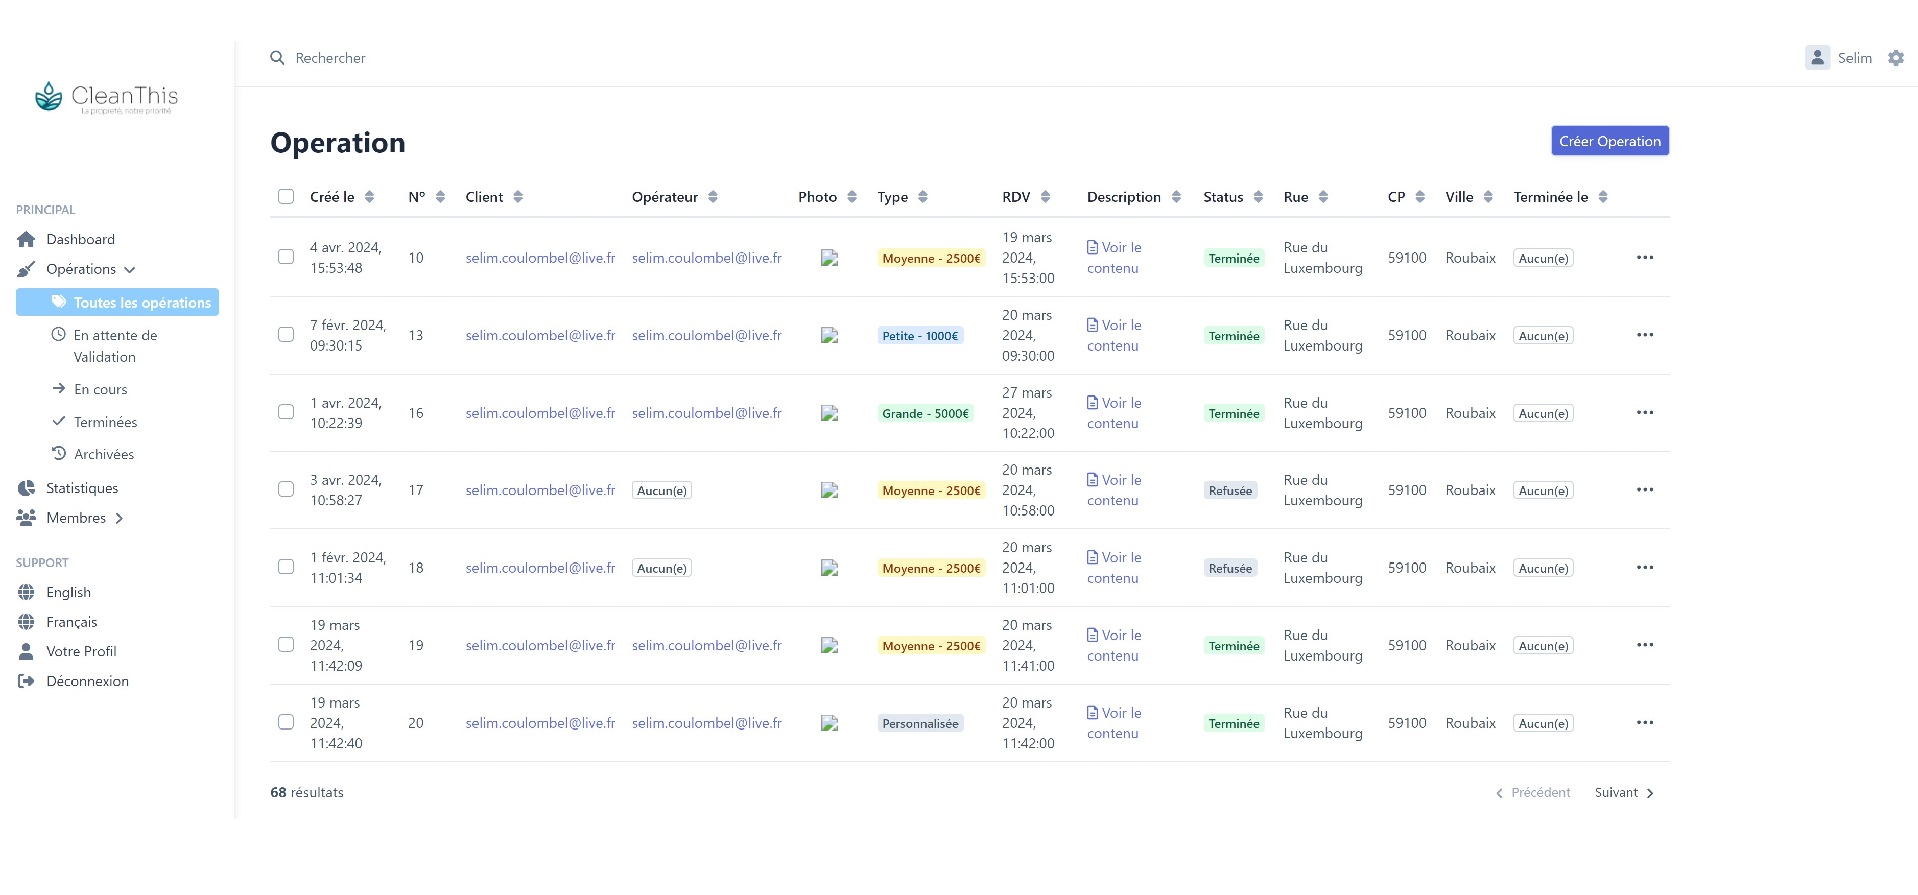 CleanThis
La propreté, notre priorité
Rechercher
Selim
PRINCIPAL
Dashboard
Opérations
Toutes les opérations
En attente de
Validation
En cours
Terminées
Archivées
Statistiques
Membres
SUPPORT
English
Français
Votre Profil
Déconnexion
Operation
Créer Operation
Créé le N° Client Opérateur Photo Type RDV Description Status Rue CP Ville Terminée le
4 avr. 2024, 15:53:48 10 selim.coulombel@live.fr selim.coulombel@live.fr Moyenne - 2500€ 19 mars 2024, 15:53:00 Voir le contenu Terminée Rue du Luxembourg 59100 Roubaix Aucun(e)
7 févr. 2024, 09:30:15 13 selim.coulombel@live.fr selim.coulombel@live.fr Petite - 1000€ 20 mars 2024, 09:30:00 Voir le contenu Terminée Rue du Luxembourg 59100 Roubaix Aucun(e)
1 avr. 2024, 10:22:39 16 selim.coulombel@live.fr selim.coulombel@live.fr Grande - 5000€ 27 mars 2024, 10:22:00 Voir le contenu Terminée Rue du Luxembourg 59100 Roubaix Aucun(e)
3 avr. 2024, 10:58:27 17 selim.coulombel@live.fr Aucun(e) Moyenne - 2500€ 20 mars 2024, 10:58:00 Voir le contenu Refusée Rue du Luxembourg 59100 Roubaix Aucun(e)
1 févr. 2024, 11:01:34 18 selim.coulombel@live.fr Aucun(e) Moyenne - 2500€ 20 mars 2024, 11:01:00 Voir le contenu Refusée Rue du Luxembourg 59100 Roubaix Aucun(e)
19 mars 2024, 11:42:09 19 selim.coulombel@live.fr selim.coulombel@live.fr Moyenne - 2500€ 20 mars 2024, 11:41:00 Voir le contenu Terminée Rue du Luxembourg 59100 Roubaix Aucun(e)
19 mars 2024, 11:42:40 20 selim.coulombel@live.fr selim.coulombel@live.fr Personnalisée 20 mars 2024, 11:42:00 Voir le contenu Terminée Rue du Luxembourg 59100 Roubaix Aucun(e)
68 résultats
Précédent Suivant